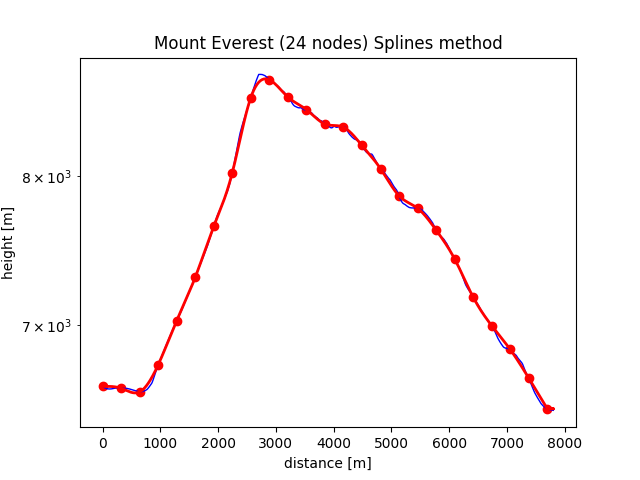 Mount Everest (24 nodes) Splines method
height [m]
8 × 10³
7 × 10³
0 1000 2000 3000 4000 5000 6000 7000 8000
distance [m]